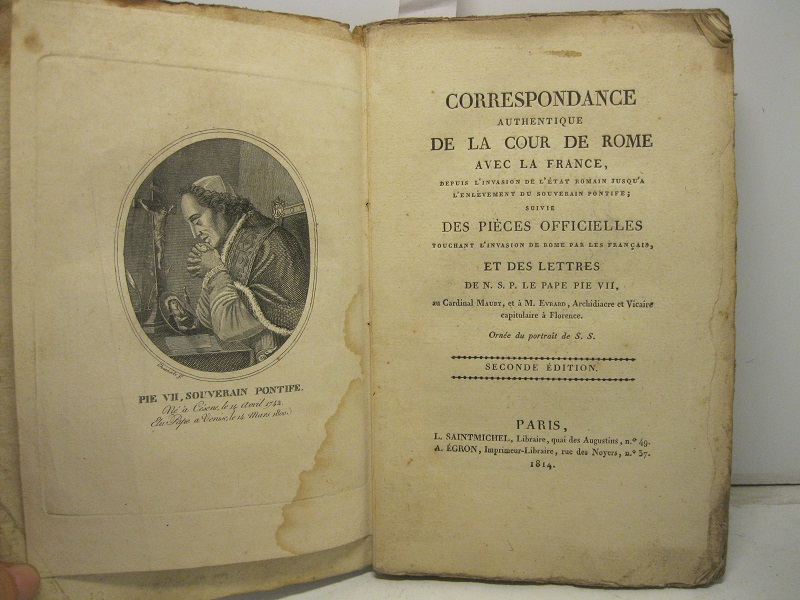 PIE VII, SOUVERAIN PONTIFE.
Né à Césene, le 14 Avril 1742.
Elu Pape a Venise, le 14 Mars 1800.
CORRESPONDANCE
AUTHENTIQUE
DE LA COUR DE ROME
AVEC LA FRANCE,
DEPUIS L'INVASION DE L'ÉTAT ROMAIN JUSQU'A
L'ENLÈVEMENT DU SOUVERAIN PONTIFE;
SUIVIE
DES PIÈCES OFFICIELLES
TOUCHANT L'INVASION DE ROME PAR LES FRANÇAIS,
ET DES LETTRES
DE N. S. P. LE PAPE PIE VII,
au Cardinal MAURY, et à M. EVRARD, Archidiacre et Vicaire
capitulaire à Florence.
Ornée du portrait de S. S.
SECONDE ÉDITION.
PARIS,
L. SAINTMICHEL, Libraire, quai des Augustins, n.º 49.
A. ÉGRON, Imprimeur-Libraire, rue des Noyers, n.º 37.
1814.